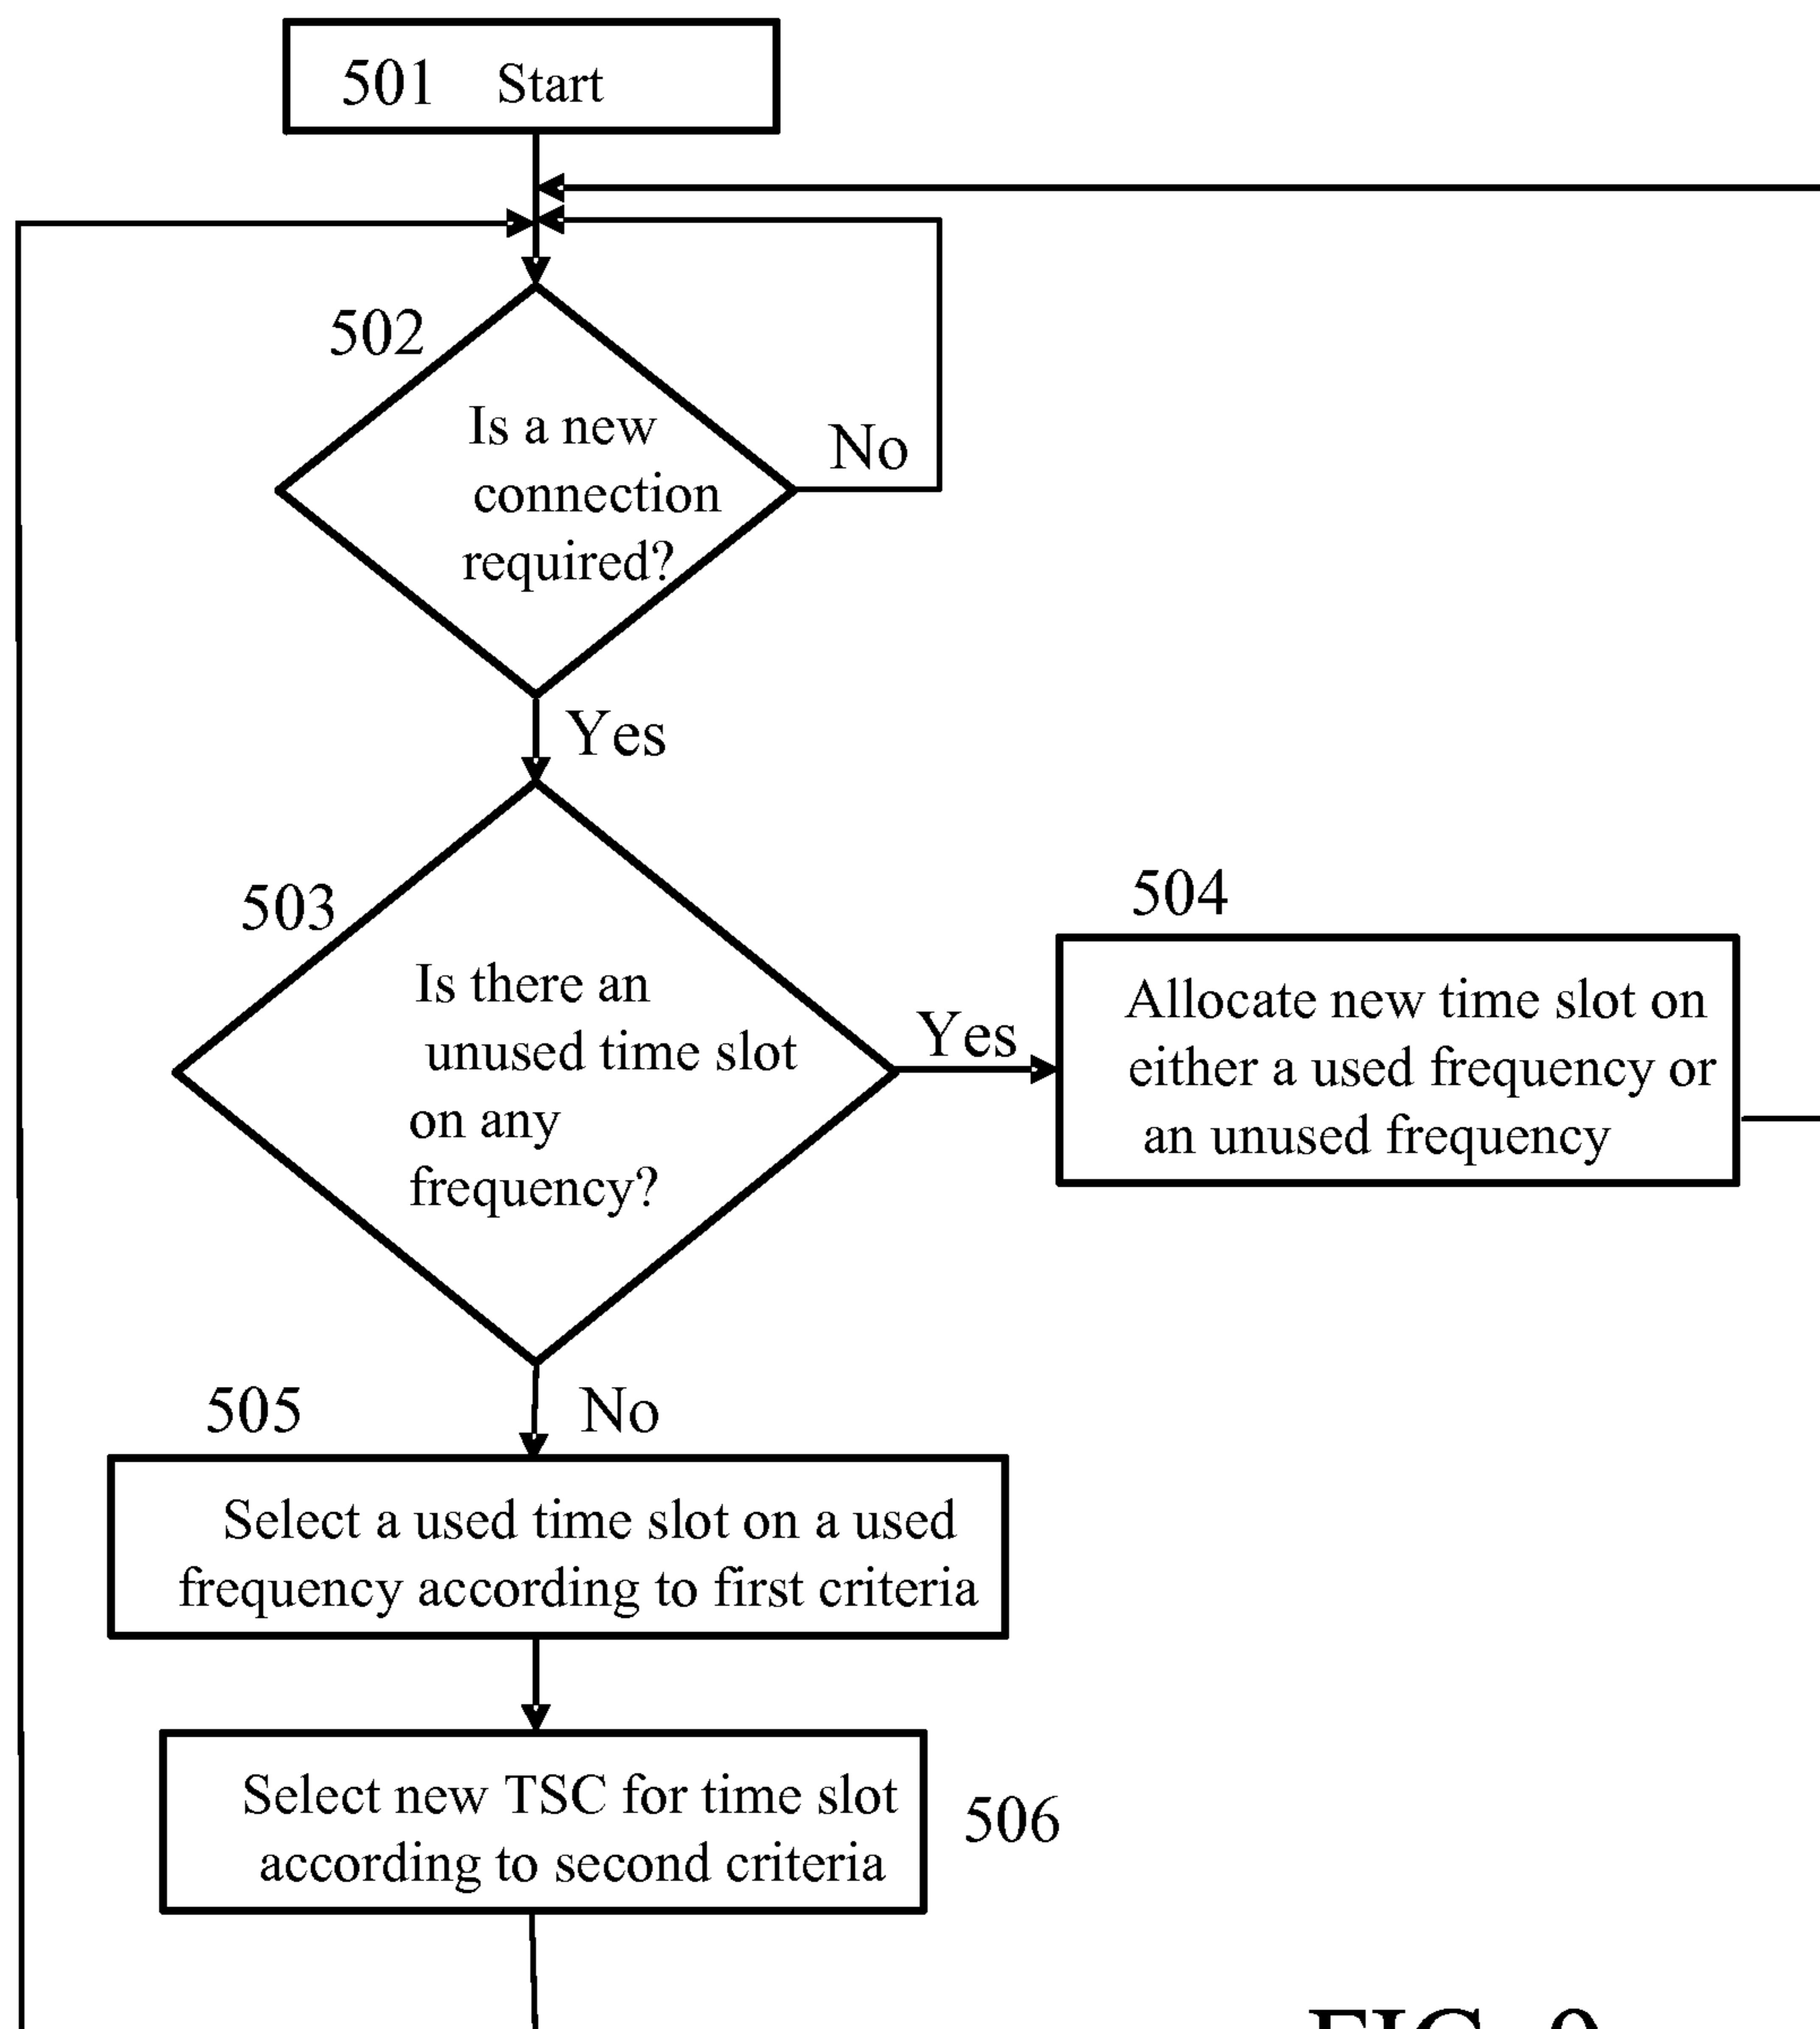 501 Start
502
Is a new
connection
required?
No
Yes
503
Is there an
unused time slot
on any
frequency?
Yes
504
Allocate new time slot on
either a used frequency or
an unused frequency
505
No
Select a used time slot on a used
frequency according to first criteria
Select new TSC for time slot
according to second criteria
506
FIG.